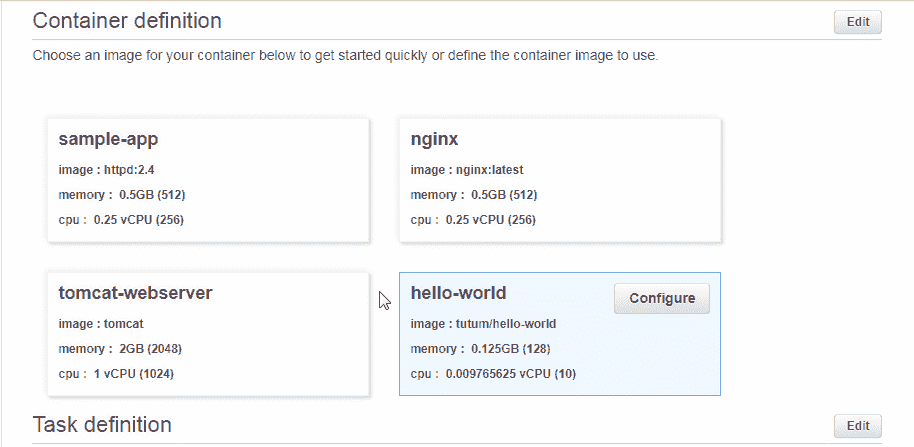 Container definition
Edit
Choose an image for your container below to get started quickly or define the container image to use.
sample-app
image : httpd:2.4
memory : 0.5GB (512)
cpu : 0.25 vCPU (256)
nginx
image : nginx:latest
memory : 0.5GB (512)
cpu : 0.25 vCPU (256)
tomcat-webserver
image : tomcat
memory : 2GB (2048)
cpu : 1 vCPU (1024)
hello-world
Configure
image : tutum/hello-world
memory : 0.125GB (128)
cpu : 0.009765625 vCPU (10)
Task definition
Edit